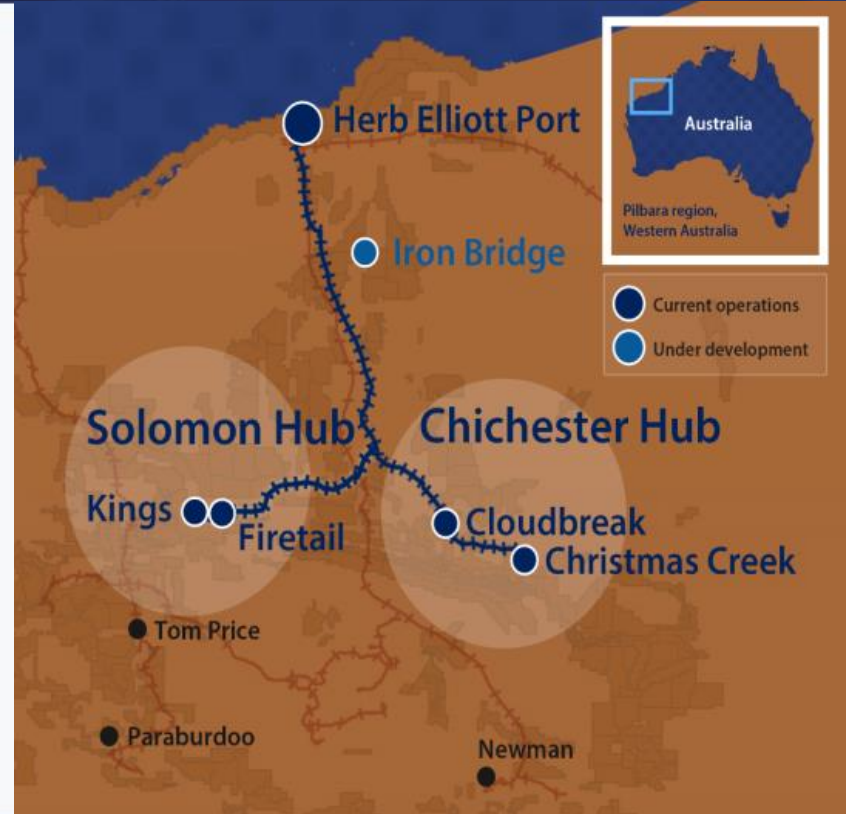 Herb Elliott Port
Australia
Pilbara region,
Western Australia
Iron Bridge
Current operations
Under development
Solomon Hub
Chichester Hub
Kings
Firetail
Cloudbreak
Christmas Creek
Tom Price
Paraburdoo
Newman